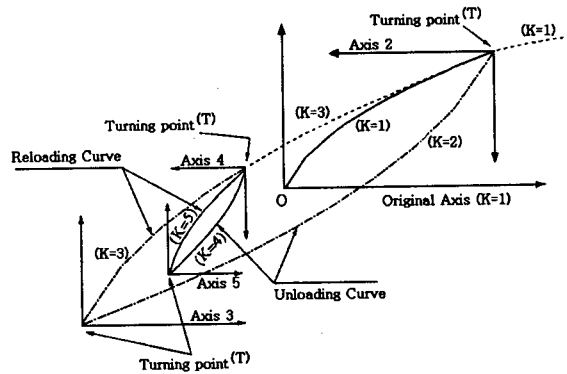 Turning point(T)
(K=1)
Axis 2
(K=3)
(K=1)
(K=2)
Turning point(T)
Reloading Curve
Axis 4
O
Original Axis (K=1)
(K=5)
(K=4)
(K=3)
Axis 5
Unloading Curve
Axis 3
Turning point(T)